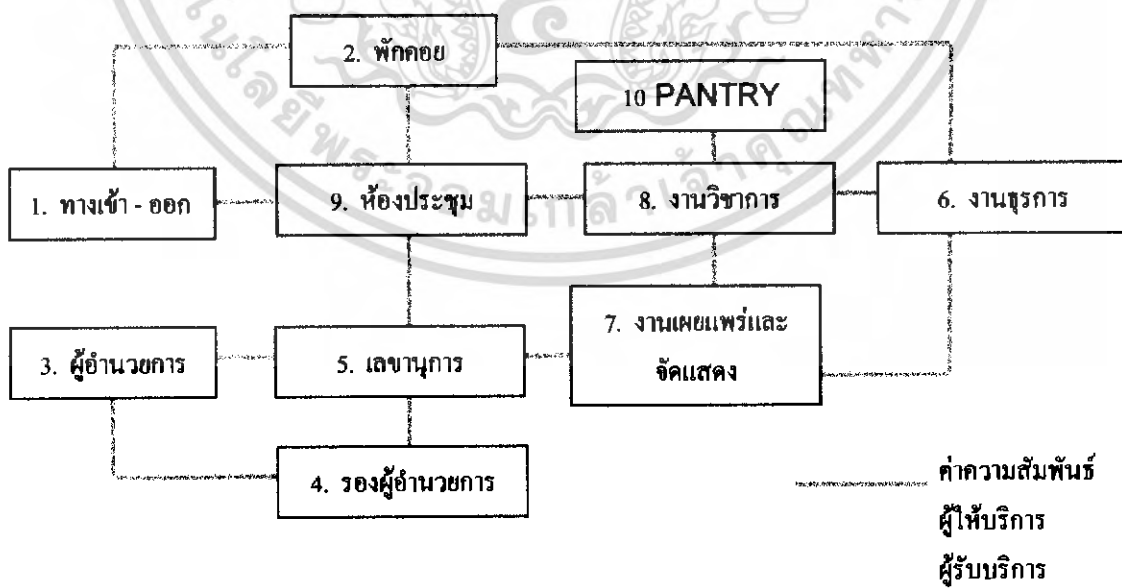 2. พักคอย
10 PANTRY
1. ทางเข้า - ออก
9. ห้องประชุม
8. งานวิชาการ
6. งานธุรการ
3. ผู้อำนวยการ
5. เลขานุการ
7. งานเผยแพร่และ
จัดแสดง
4. รองผู้อำนวยการ
ค่าความสัมพันธ์
ผู้ให้บริการ
ผู้รับบริการ